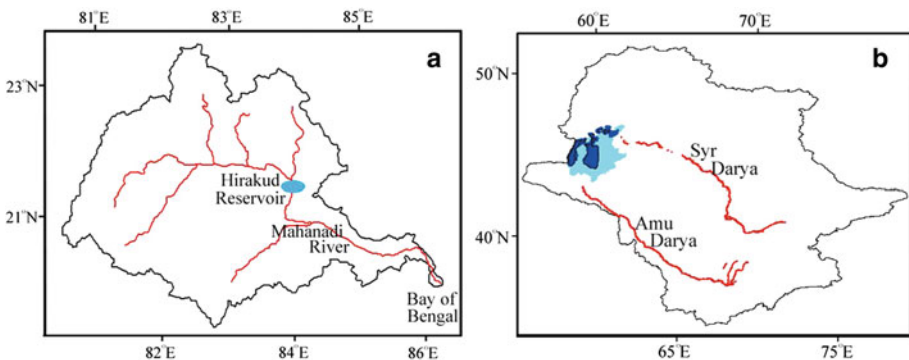 81°E
83°E
85°E
a
23°N
21°N
Hirakud
Reservoir
Mahanadi
River
Bay of
Bengal
82°E
84°E
86°E
60°E
70°E
b
50°N
40°N
Syr
Darya
Amu
Darya
65°E
75°E